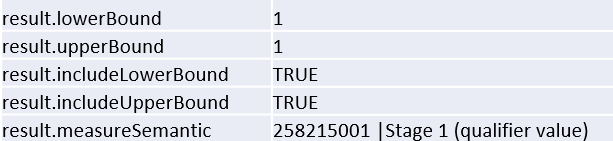 result.lowerBound 1
result.upperBound 1
result.includeLowerBound TRUE
result.includeUpperBound TRUE
result.measureSemantic 258215001 |Stage 1 (qualifier value)